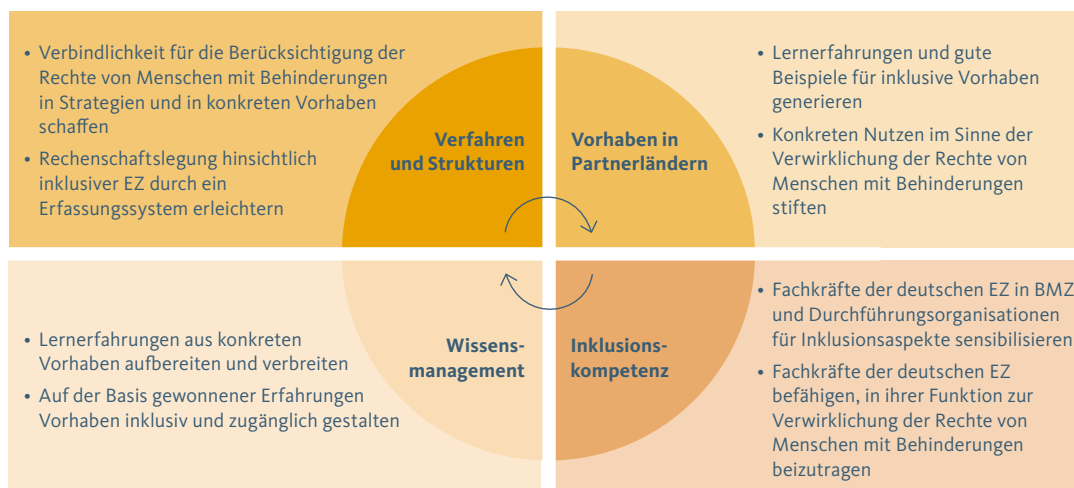 • Verbindlichkeit für die Berücksichtigung der
Rechte von Menschen mit Behinderungen
in Strategien und in konkreten Vorhaben
schaffen
• Rechenschaftslegung hinsichtlich
inklusiver EZ durch ein
Erfassungssystem erleichtern
Verfahren
und Strukturen
Vorhaben in
Partnerländern
• Lernerfahrungen und gute
Beispiele für inklusive Vorhaben
generieren
• Konkreten Nutzen im Sinne der
Verwirklichung der Rechte von
Menschen mit Behinderungen
stiften
• Lernerfahrungen aus konkreten
Vorhaben aufbereiten und verbreiten
• Auf der Basis gewonnener Erfahrungen
Vorhaben inklusiv und zugänglich gestalten
Wissens-
management
Inklusions-
kompetenz
• Fachkräfte der deutschen EZ in BMZ
und Durchführungsorganisationen
für Inklusionsaspekte sensibilisieren
• Fachkräfte der deutschen EZ
befähigen, in ihrer Funktion zur
Verwirklichung der Rechte von
Menschen mit Behinderungen
beizutragen